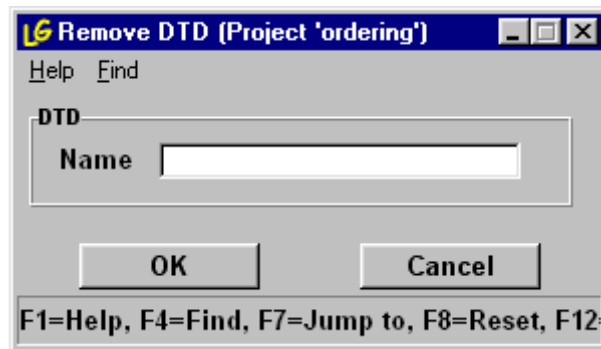 LG Remove DTD (Project 'ordering')
Help Find
DTD
Name
OK Cancel
F1=Help, F4=Find, F7=Jump to, F8=Reset, F12=